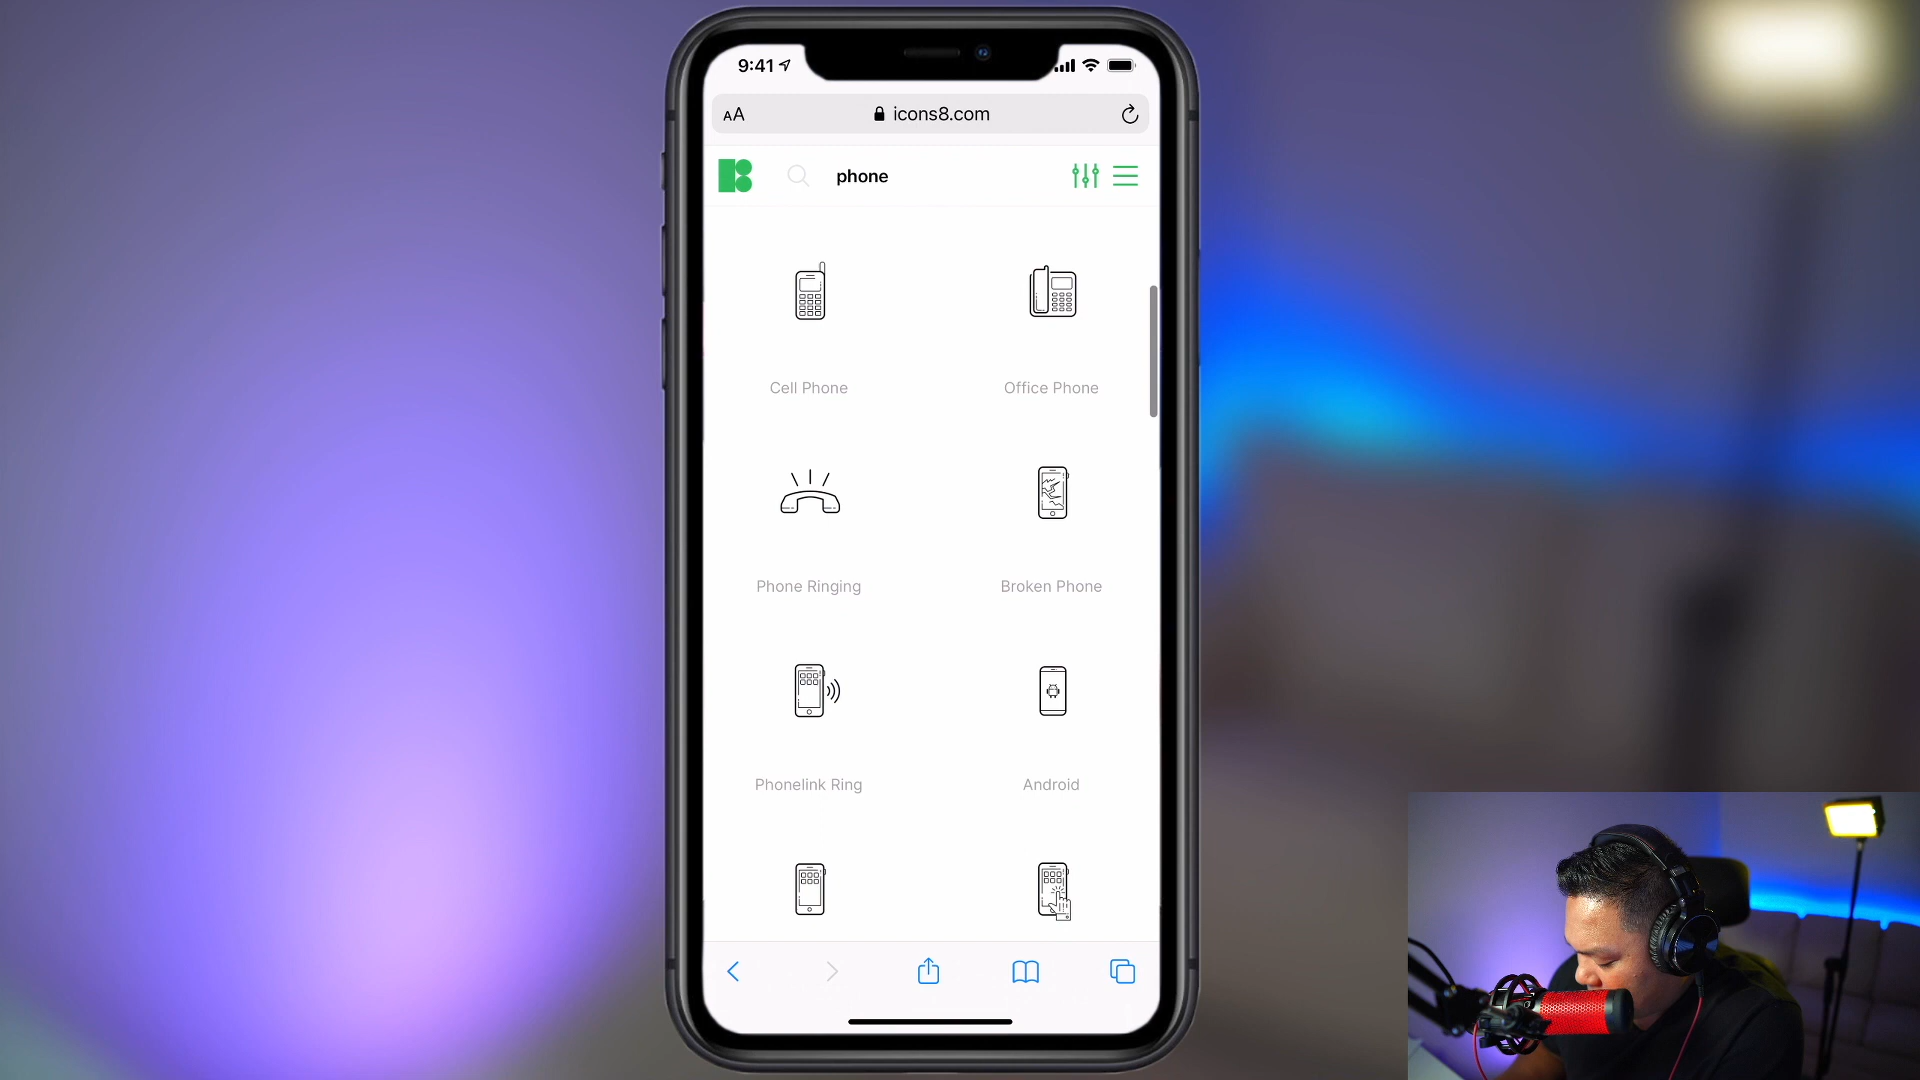 9:41
AA icons8.com
phone
Cell Phone Office Phone
Phone Ringing Broken Phone
Phonelink Ring Android